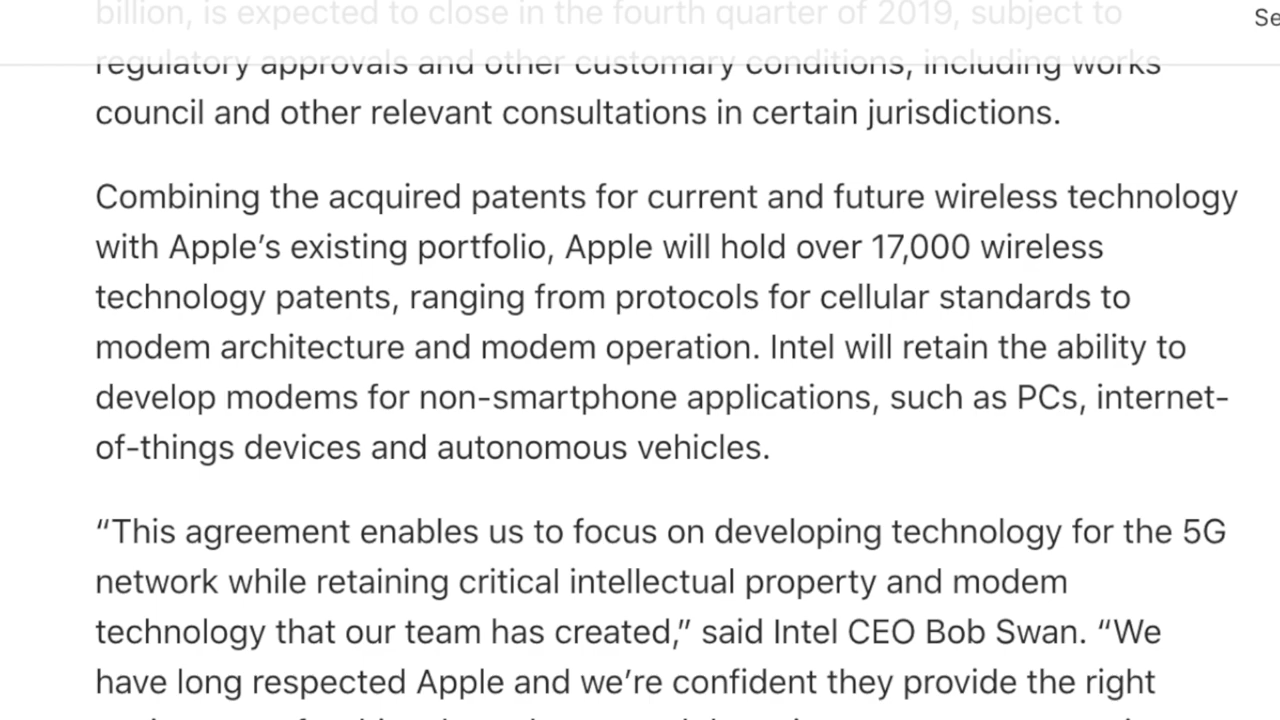 billion, is expected to close in the fourth quarter of 2019, subject to
Se
regulatory approvals and other customary conditions, including works
council and other relevant consultations in certain jurisdictions.
Combining the acquired patents for current and future wireless technology
with Apple’s existing portfolio, Apple will hold over 17,000 wireless
technology patents, ranging from protocols for cellular standards to
modem architecture and modem operation. Intel will retain the ability to
develop modems for non-smartphone applications, such as PCs, internet-
of-things devices and autonomous vehicles.
“This agreement enables us to focus on developing technology for the 5G
network while retaining critical intellectual property and modem
technology that our team has created,” said Intel CEO Bob Swan. “We
have long respected Apple and we’re confident they provide the right